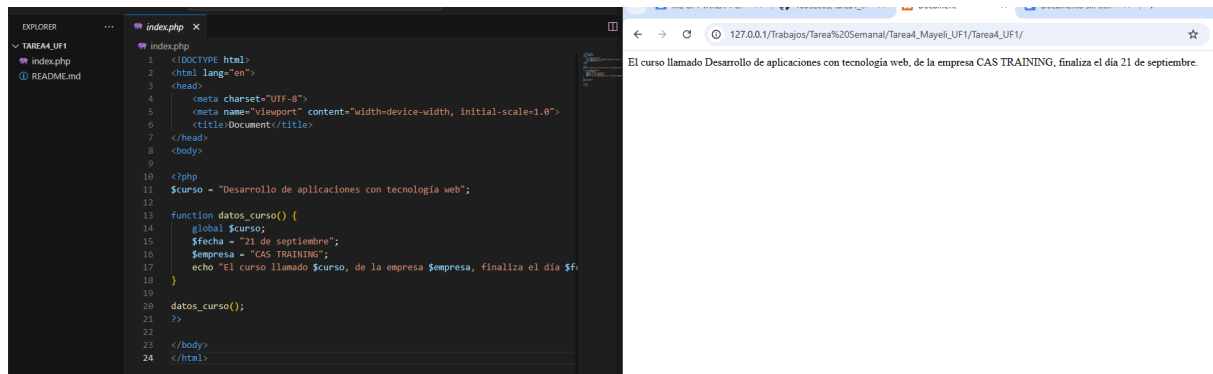 EXPLORER ...
TAREA4_UF1
index.php
README.md
index.php ×
index.php
1 <!DOCTYPE html>
2 <html lang="en">
3 <head>
4 <meta charset="UTF-8">
5 <meta name="viewport" content="width=device-width, initial-scale=1.0">
6 <title>Document</title>
7 </head>
8 <body>
9
10 <?php
11 $curso = "Desarrollo de aplicaciones con tecnología web";
12
13 function datos_curso() {
14 global $curso;
15 $fecha = "21 de septiembre";
16 $empresa = "CAS TRAINING";
17 echo "El curso llamado $curso, de la empresa $empresa, finaliza el día
18 }
19
20 datos_curso();
21 ?>
22
23 </body>
24 </html>
127.0.0.1/Trabajos/Tarea%20Semanal/Tarea4_Mayeli_UF1/Tarea4_UF1/
El curso llamado Desarrollo de aplicaciones con tecnología web, de la empresa CAS TRAINING, finaliza el día 21 de septiembre.